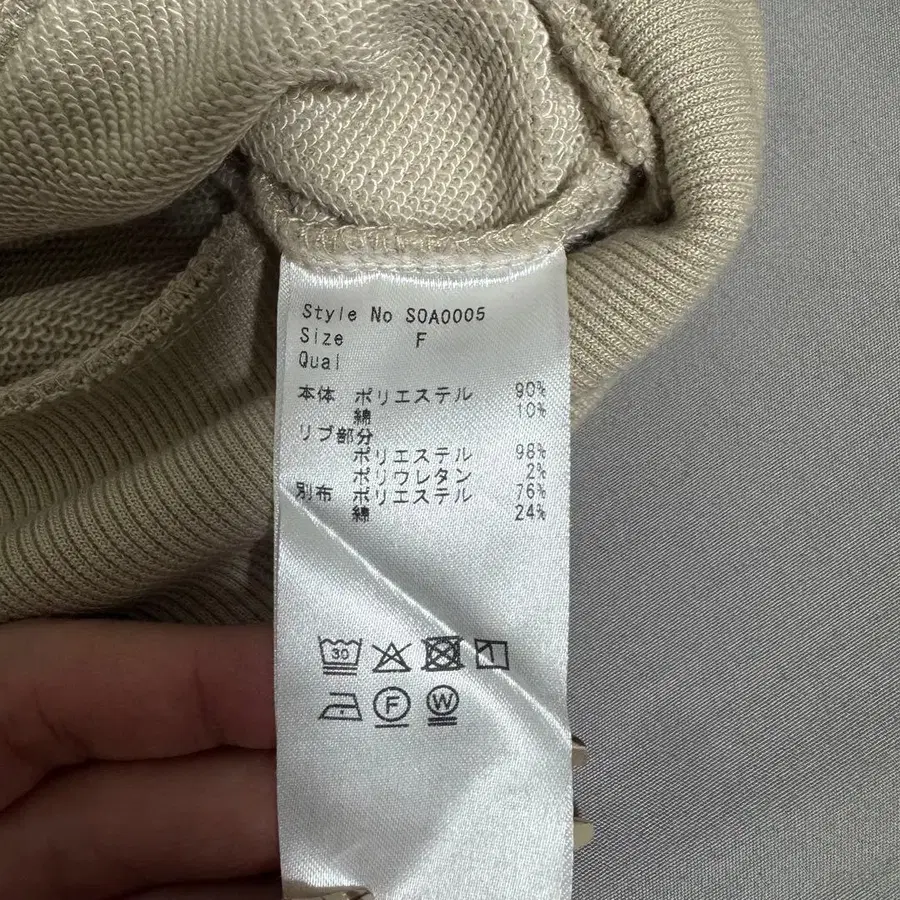 Style No SOA0005
Size F
Qual
本体 ポリエステル 90%
綿 10%
リブ部分
ポリエステル 98%
ポリウレタン 2%
別布 ポリエステル 76%
綿 24%
30
F W